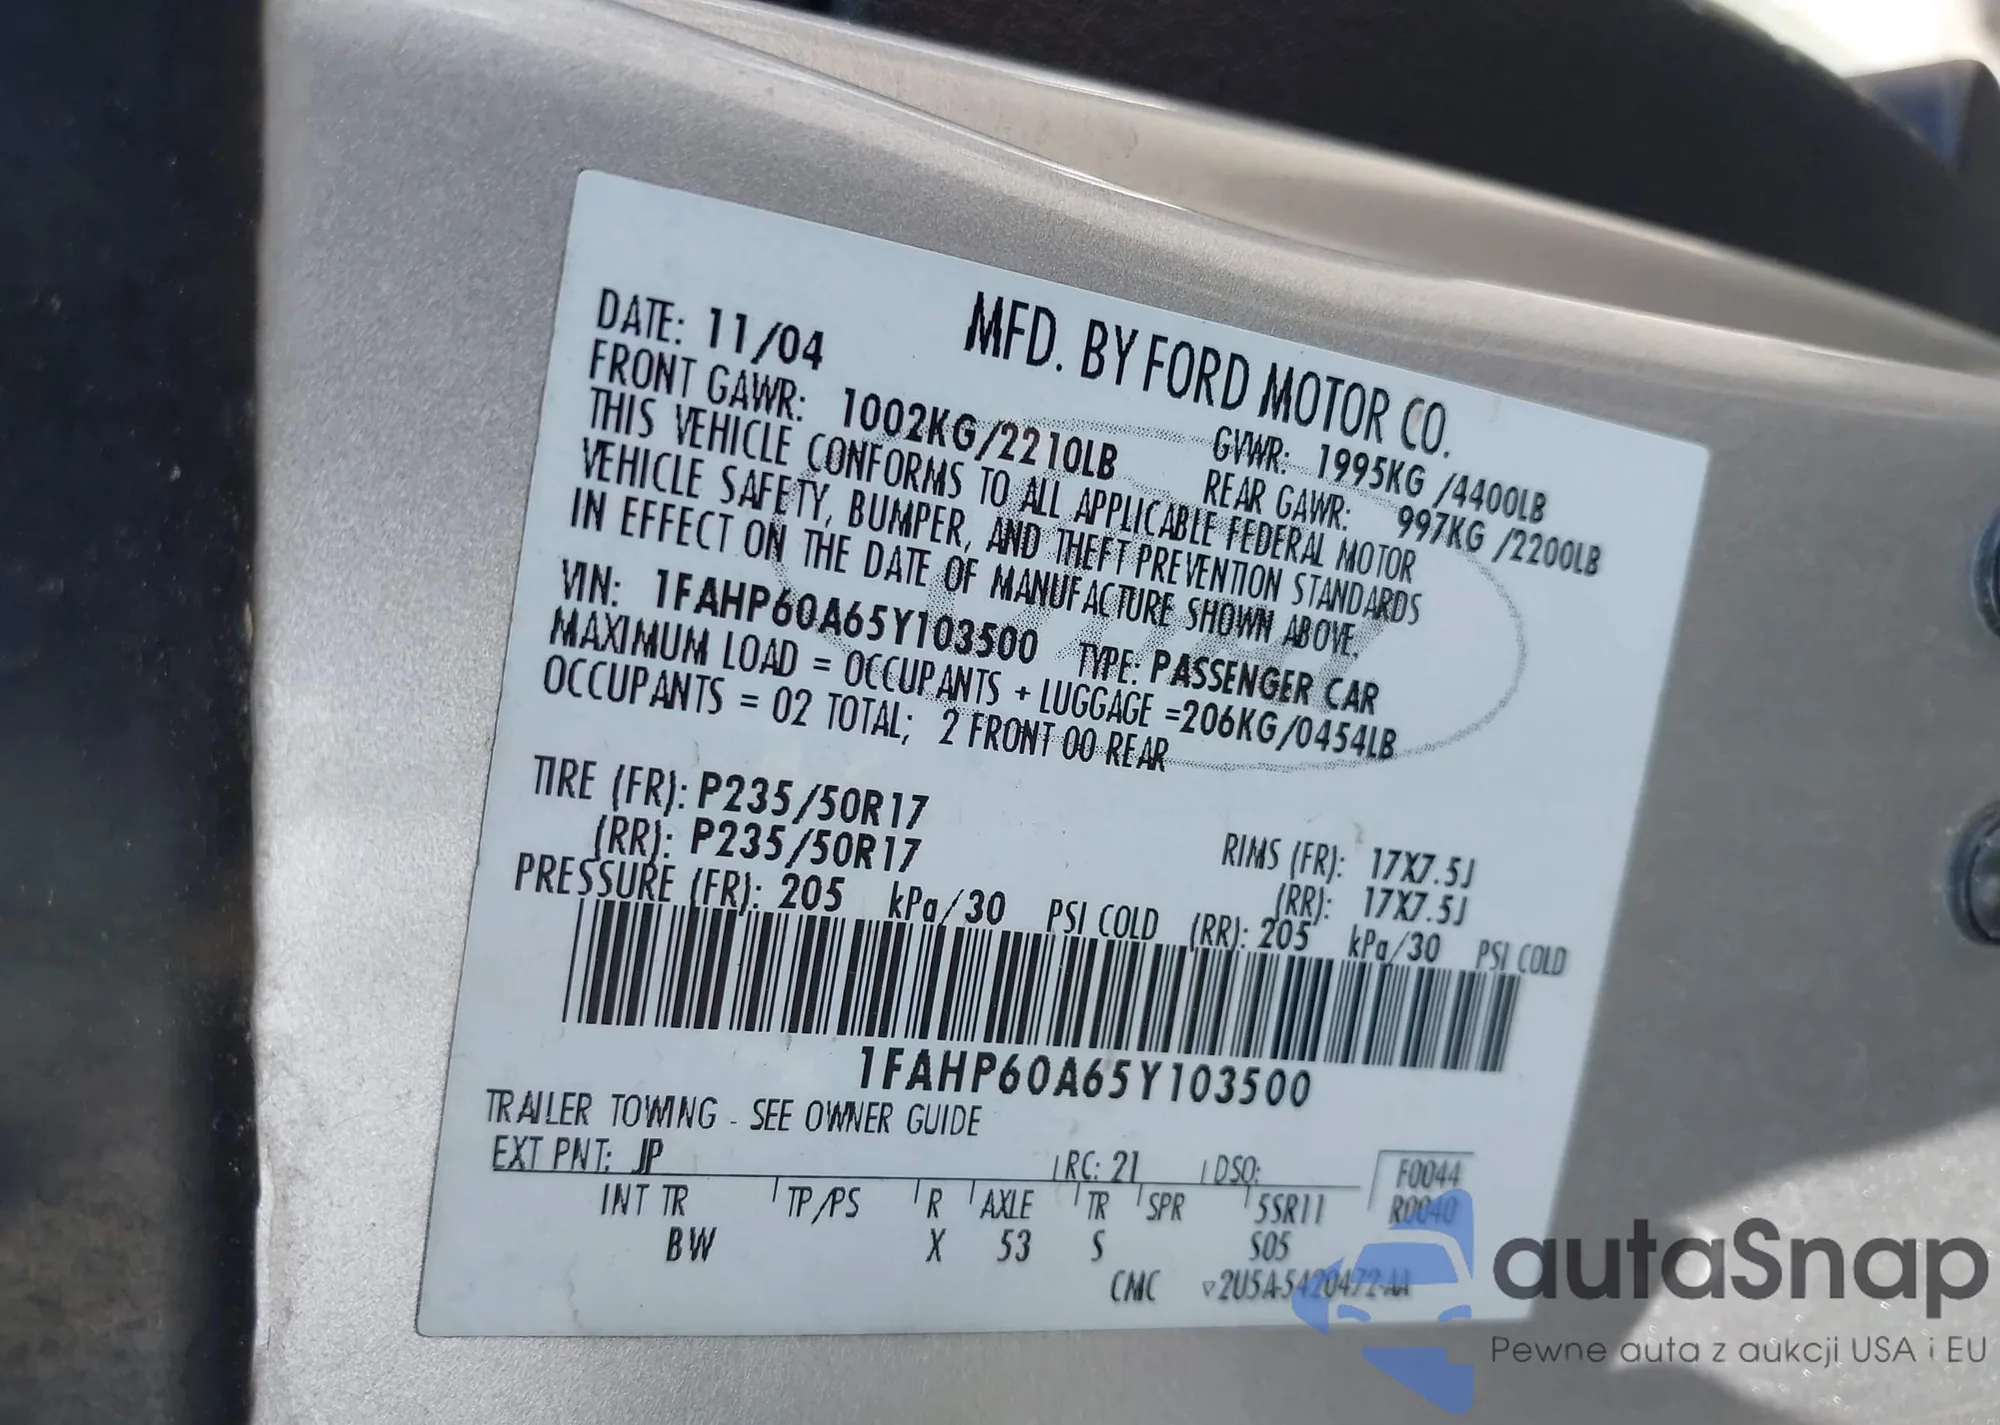 MFD. BY FORD MOTOR CO.
DATE: 11/04 GVWR: 1995KG /4400LB
FRONT GAWR: 1002KG/2210LB REAR GAWR: 997KG /2200LB
THIS VEHICLE CONFORMS TO ALL APPLICABLE FEDERAL MOTOR
VEHICLE SAFETY, BUMPER, AND THEFT PREVENTION STANDARDS
IN EFFECT ON THE DATE OF MANUFACTURE SHOWN ABOVE.
VIN: 1FAHP60A65Y103500 TYPE: PASSENGER CAR
MAXIMUM LOAD = OCCUPANTS + LUGGAGE =206KG/0454LB
OCCUPANTS = 02 TOTAL; 2 FRONT 00 REAR
TIRE (FR): P235/50R17 RIMS (FR): 17X7.5J
(RR): P235/50R17 (RR): 17X7.5J
PRESSURE (FR): 205 kPa/30 PSI COLD (RR): 205 kPa/30 PSI COLD
1FAHP60A65Y103500
TRAILER TOWING - SEE OWNER GUIDE
EXT PNT: JP RC: 21 DSO: F0044
INT TR TP/PS R AXLE TR SPR 5SR11 R0040
BW X 53 S S05
CMC ▿2U5A-5420472-AA
autaSnap
Pewne auta z aukcji USA i EU